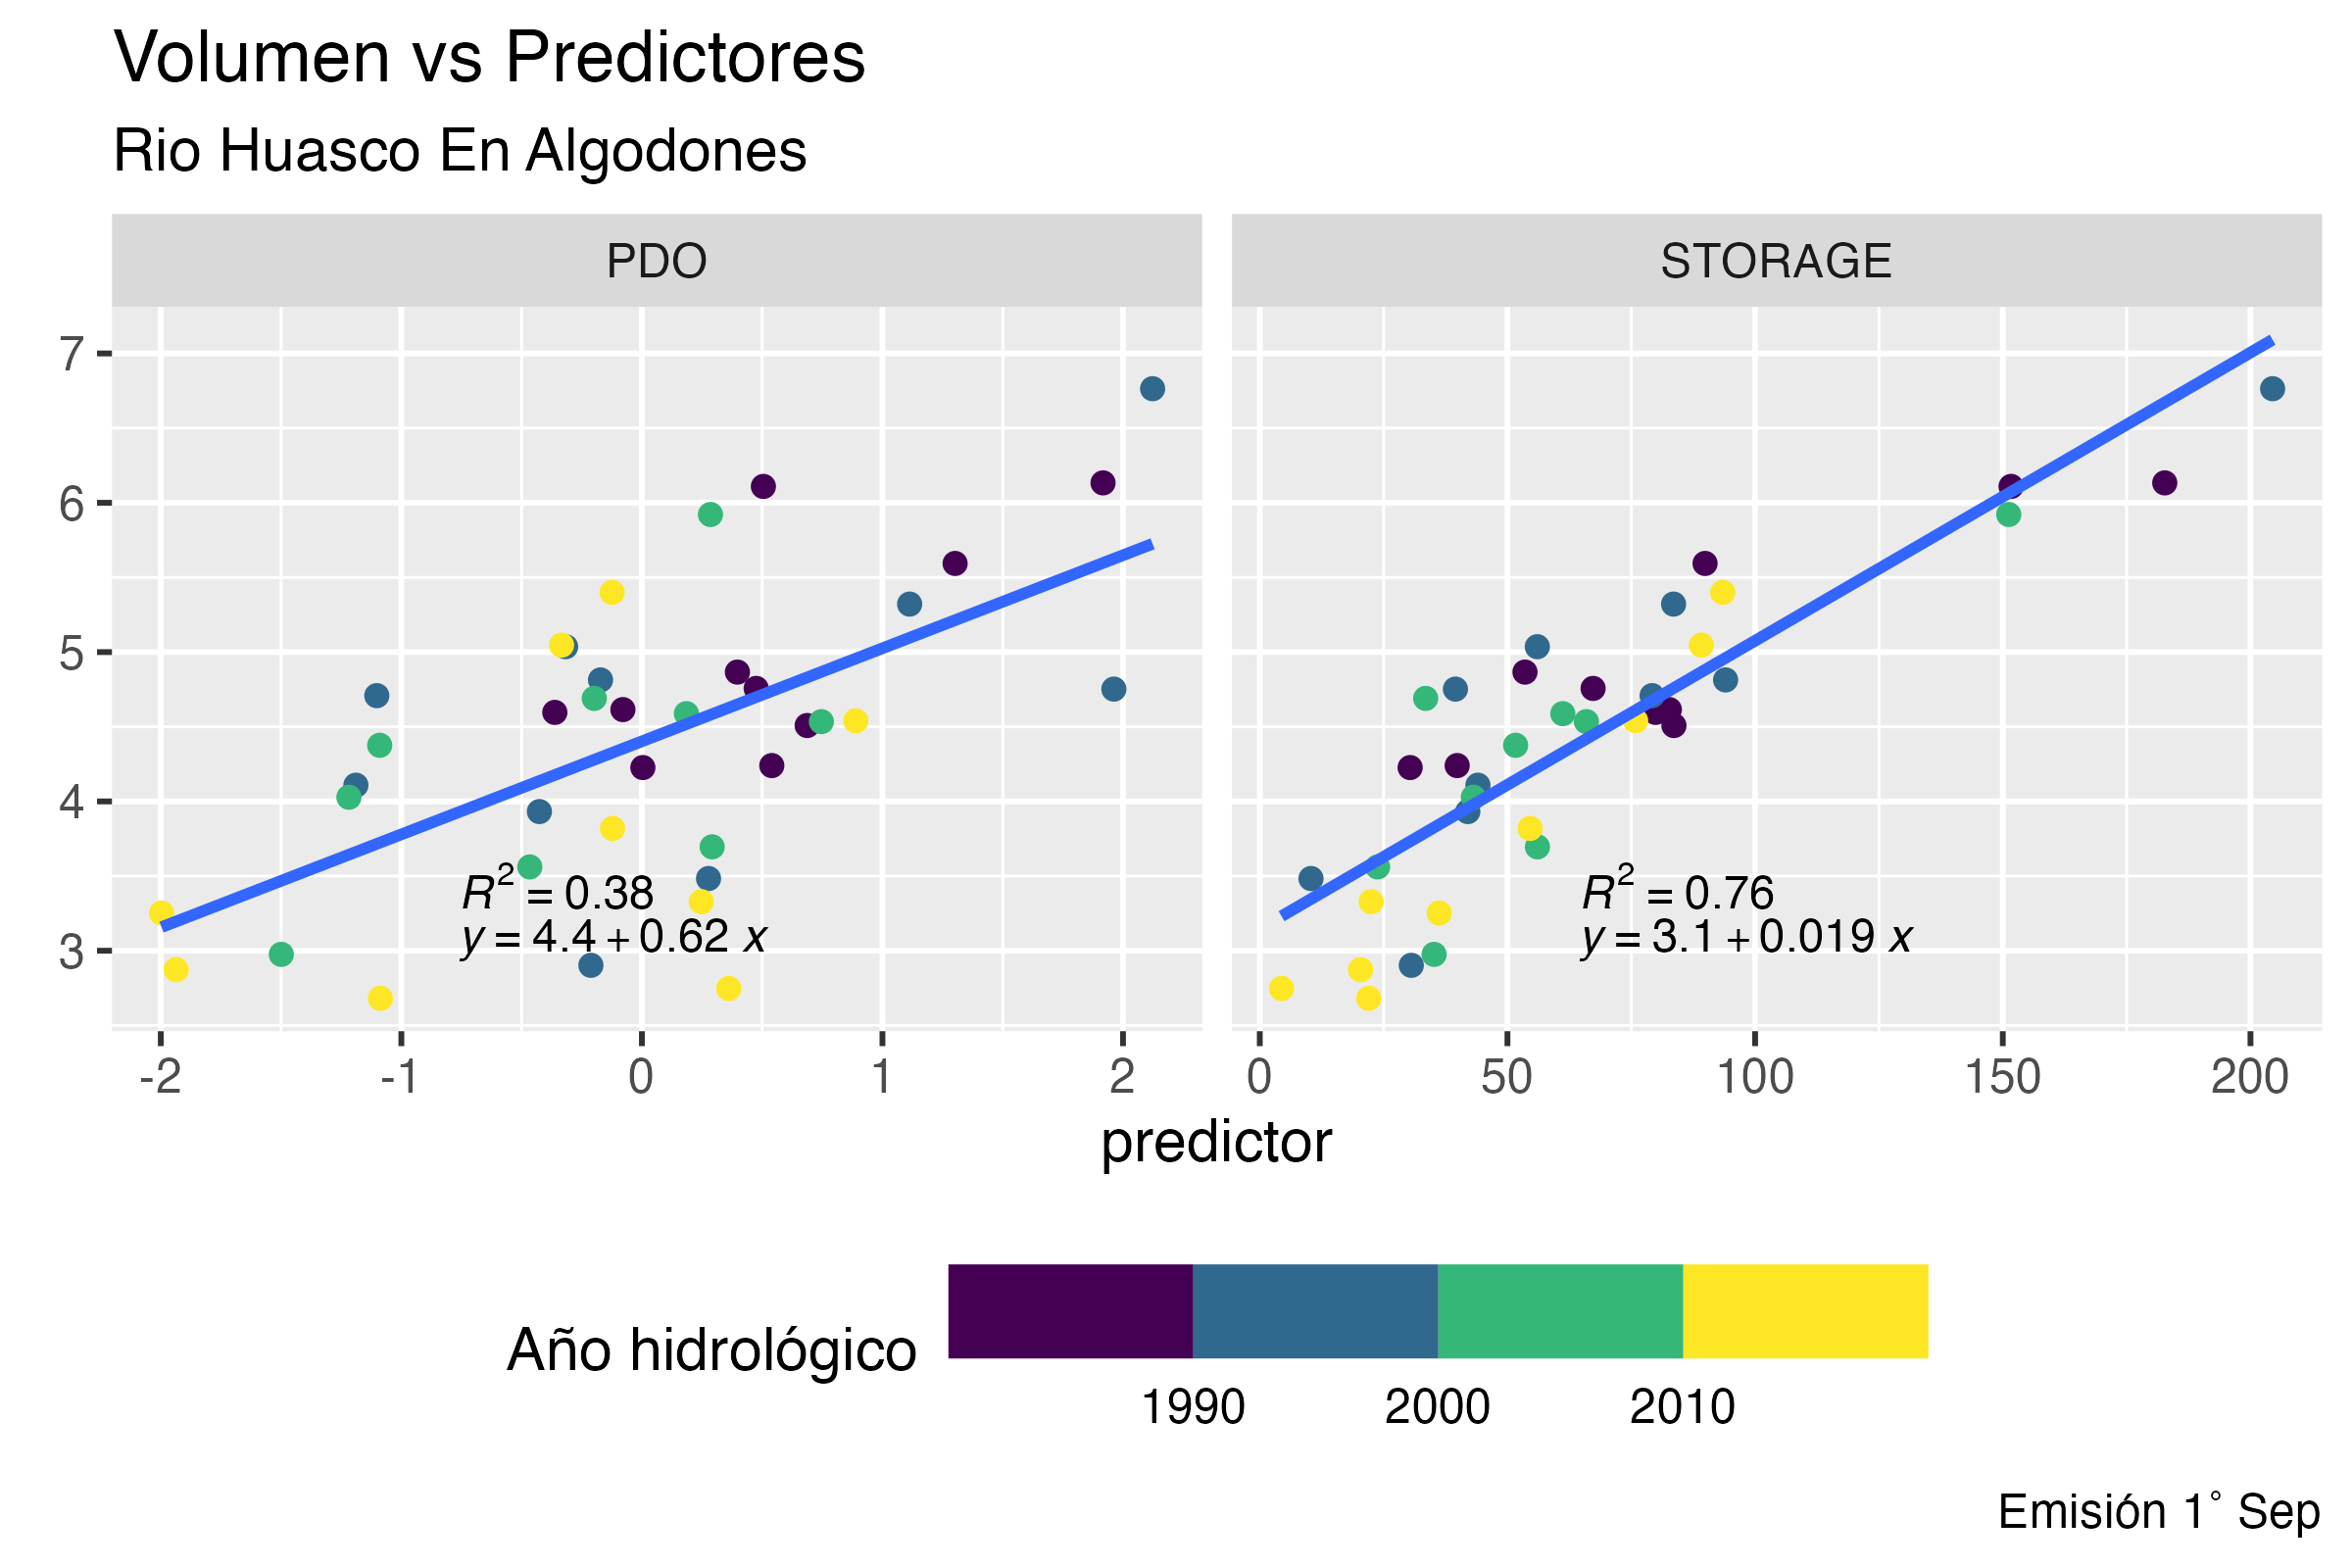 Volumen vs Predictores
Rio Huasco En Algodones
PDO
STORAGE
7
6
5
4
3
R² = 0.38
y = 4.4 + 0.62 x
R² = 0.76
y = 3.1 + 0.019 x
-2 -1 0 1 2
0 50 100 150 200
predictor
Año hidrológico
1990 2000 2010
Emisión 1° Sep